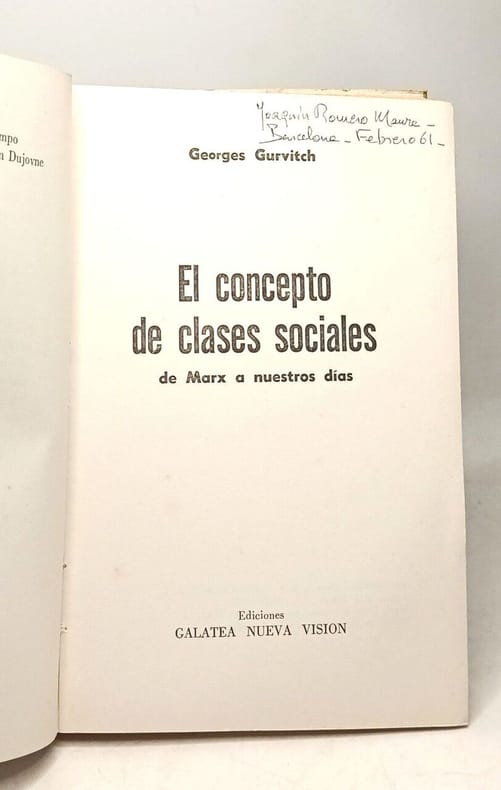 mpo
n Dujovne
Joaquín Romero Maura -
Barcelona - Febrero 61 -
Georges Gurvitch
El concepto
de clases sociales
de Marx a nuestros días
Ediciones
GALATEA NUEVA VISION